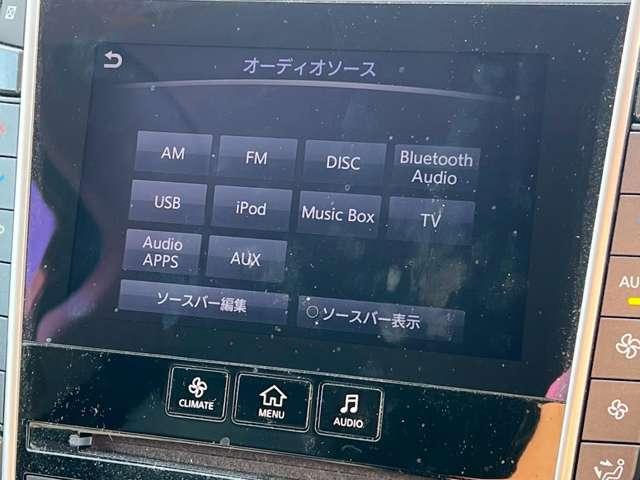 オーディオソース
AM FM DISC Bluetooth Audio
USB iPod Music Box TV
Audio APPS AUX
ソースバー編集 ソースバー表示
CLIMATE MENU AUDIO
AU